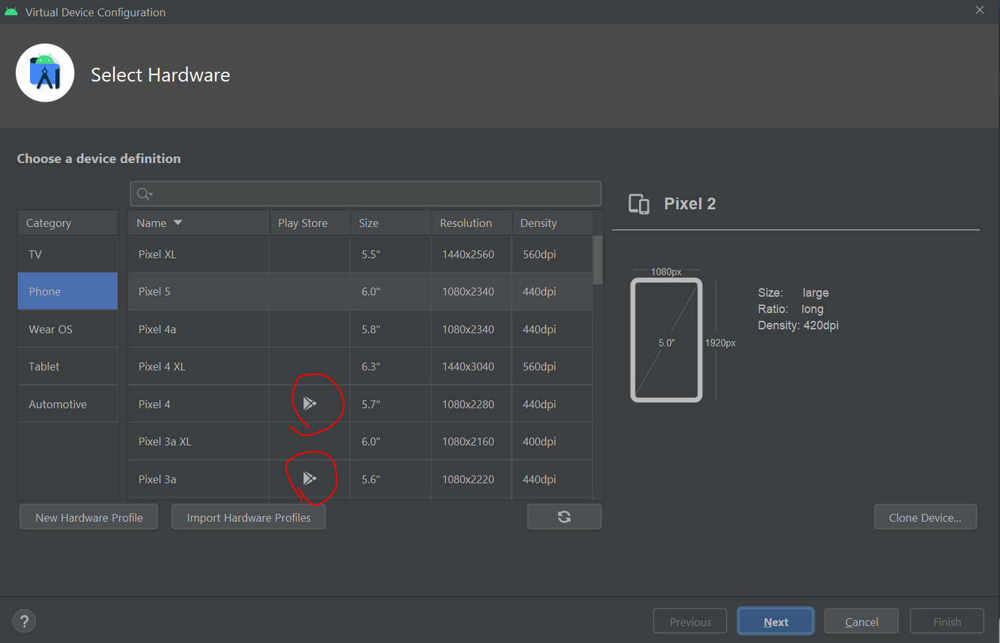 Virtual Device Configuration
Select Hardware
Choose a device definition
Category
TV
Phone
Wear OS
Tablet
Automotive
Name Play Store Size Resolution Density
Pixel XL 5.5" 1440x2560 560dpi
Pixel 5 6.0" 1080x2340 440dpi
Pixel 4a 5.8" 1080x2340 440dpi
Pixel 4 XL 6.3" 1440x3040 560dpi
Pixel 4 5.7" 1080x2280 440dpi
Pixel 3a XL 6.0" 1080x2160 400dpi
Pixel 3a 5.6" 1080x2220 440dpi
Pixel 2
1080px
5.0"
1920px
Size: large
Ratio: long
Density: 420dpi
New Hardware Profile
Import Hardware Profiles
Clone Device...
?
Previous
Next
Cancel
Finish